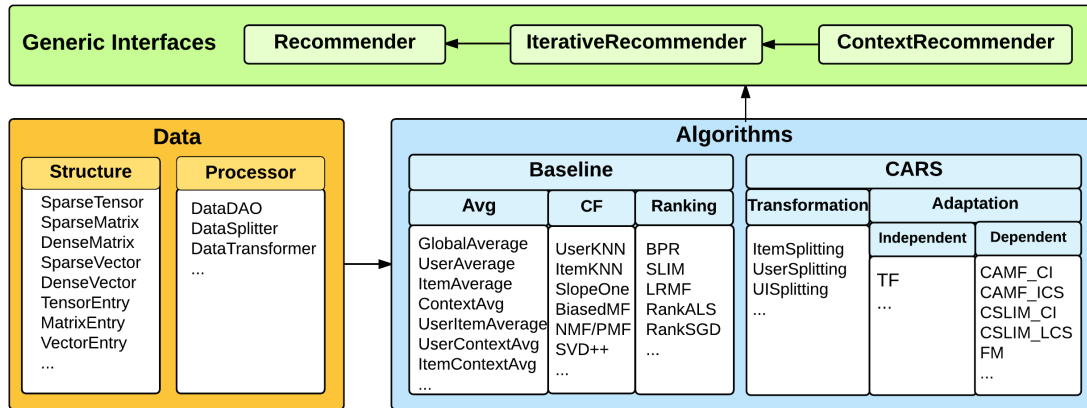 Generic Interfaces
Recommender
IterativeRecommender
ContextRecommender
Data
Structure
SparseTensor
SparseMatrix
DenseMatrix
SparseVector
DenseVector
TensorEntry
MatrixEntry
VectorEntry
...
Processor
DataDAO
DataSplitter
DataTransformer
...
Algorithms
Baseline
Avg
GlobalAverage
UserAverage
ItemAverage
ContextAvg
UserItemAverage
UserContextAvg
ItemContextAvg
...
CF
UserKNN
ItemKNN
SlopeOne
BiasedMF
NMF/PMF
SVD++
...
Ranking
BPR
SLIM
LRMF
RankALS
RankSGD
...
CARS
Transformation
ItemSplitting
UserSplitting
UISplitting
...
Adaptation
Independent
TF
...
Dependent
CAMF_CI
CAMF_ICS
CSLIM_CI
CSLIM_LCS
FM
...